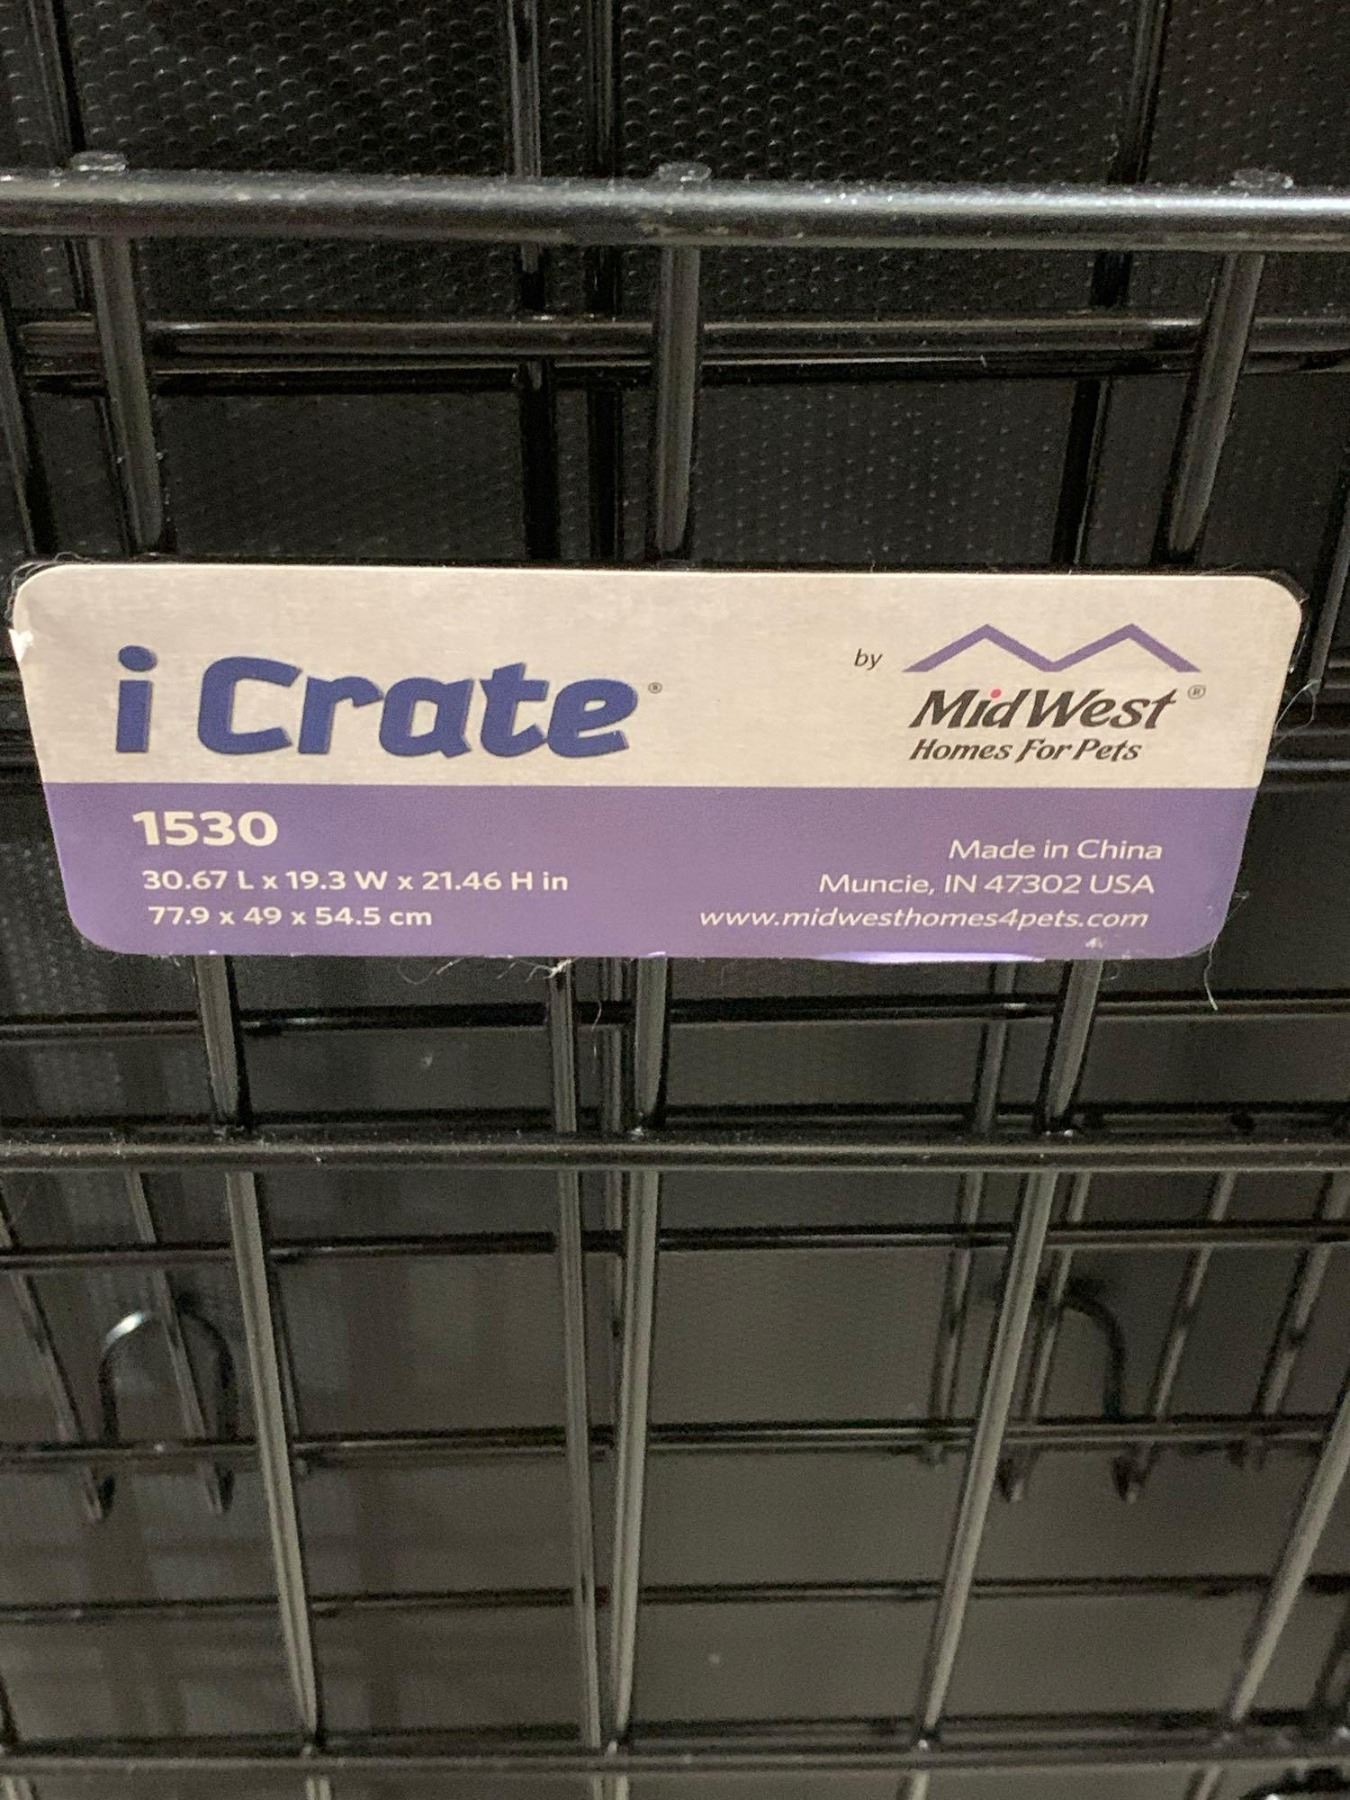 i Crate®
by
MidWest®
Homes For Pets
1530
30.67 L x 19.3 W x 21.46 H in
77.9 x 49 x 54.5 cm
Made in China
Muncie, IN 47302 USA
www.midwesthomes4pets.com